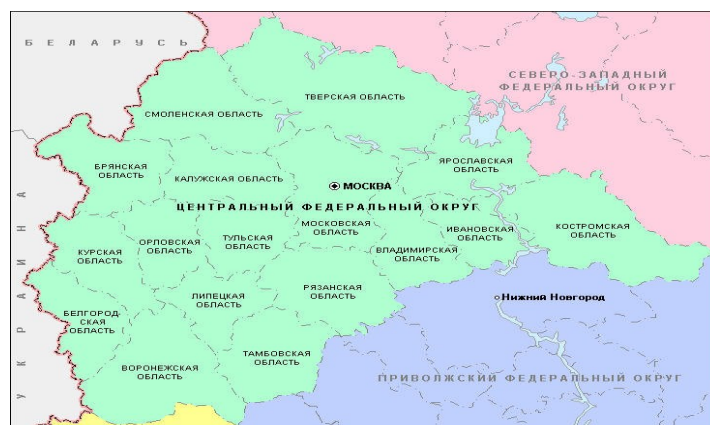 БЕЛАРУСЬ
СЕВЕРО-ЗАПАДНЫЙ
ФЕДЕРАЛЬНЫЙ ОКРУГ
ТВЕРСКАЯ ОБЛАСТЬ
СМОЛЕНСКАЯ ОБЛАСТЬ
ЯРОСЛАВСКАЯ
ОБЛАСТЬ
БРЯНСКАЯ
ОБЛАСТЬ
КАЛУЖСКАЯ ОБЛАСТЬ
МОСКВА
ЦЕНТРАЛЬНЫЙ ФЕДЕРАЛЬНЫЙ ОКРУГ
МОСКОВСКАЯ
ОБЛАСТЬ
ИВАНОВСКАЯ
ОБЛАСТЬ
КОСТРОМСКАЯ
ОБЛАСТЬ
КУРСКАЯ
ОБЛАСТЬ
ОРЛОВСКАЯ
ОБЛАСТЬ
ТУЛЬСКАЯ
ОБЛАСТЬ
ВЛАДИМИРСКАЯ
ОБЛАСТЬ
РЯЗАНСКАЯ
ОБЛАСТЬ
ЛИПЕЦКАЯ
ОБЛАСТЬ
Нижний Новгород
БЕЛГОРОД-
СКАЯ
ОБЛАСТЬ
ТАМБОВСКАЯ
ОБЛАСТЬ
ВОРОНЕЖСКАЯ
ОБЛАСТЬ
ПРИВОЛЖСКИЙ ФЕДЕРАЛЬНЫЙ ОКРУГ
УКРАИНА